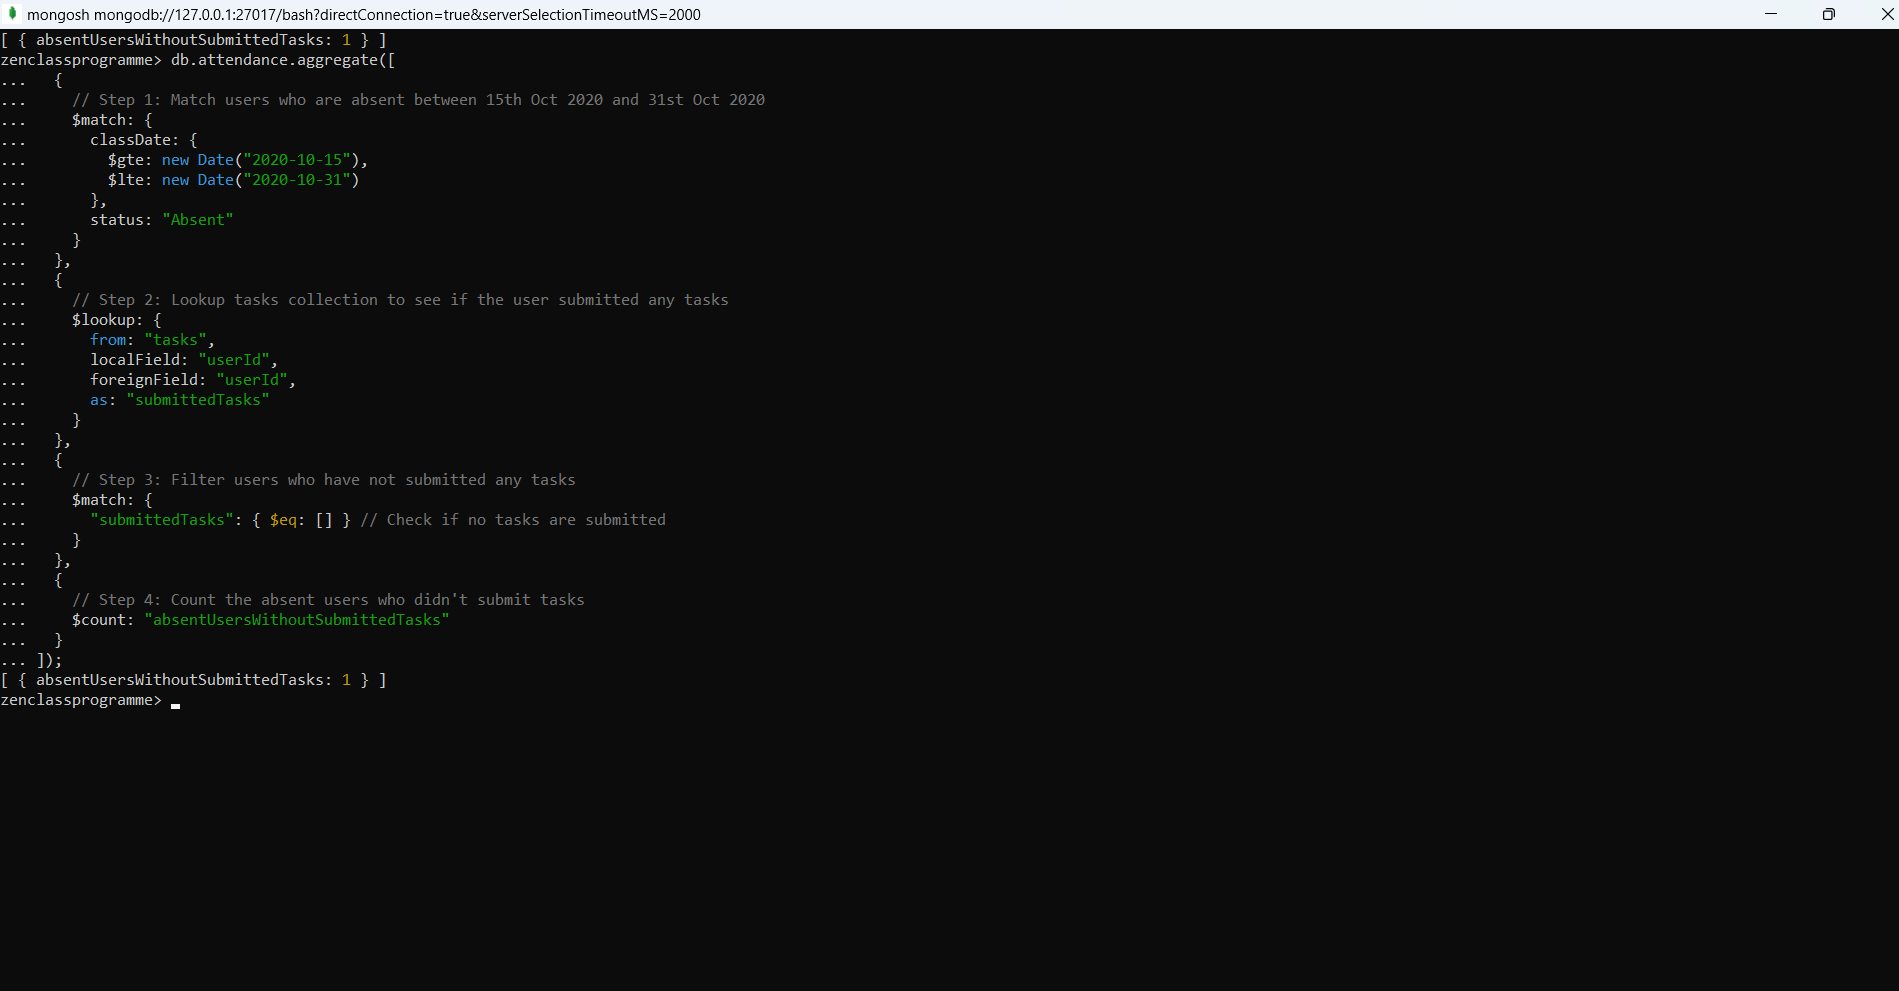 mongosh mongodb://127.0.0.1:27017/bash?directConnection=true&serverSelectionTimeoutMS=2000
[ { absentUsersWithoutSubmittedTasks: 1 } ]
zenclassprogramme> db.attendance.aggregate([
...   {
...     // Step 1: Match users who are absent between 15th Oct 2020 and 31st Oct 2020
...     $match: {
...       classDate: {
...         $gte: new Date("2020-10-15"),
...         $lte: new Date("2020-10-31")
...       },
...       status: "Absent"
...     }
...   },
...   {
...     // Step 2: Lookup tasks collection to see if the user submitted any tasks
...     $lookup: {
...       from: "tasks",
...       localField: "userId",
...       foreignField: "userId",
...       as: "submittedTasks"
...     }
...   },
...   {
...     // Step 3: Filter users who have not submitted any tasks
...     $match: {
...       "submittedTasks": { $eq: [] } // Check if no tasks are submitted
...     }
...   },
...   {
...     // Step 4: Count the absent users who didn't submit tasks
...     $count: "absentUsersWithoutSubmittedTasks"
...   }
... ]);
[ { absentUsersWithoutSubmittedTasks: 1 } ]
zenclassprogramme>